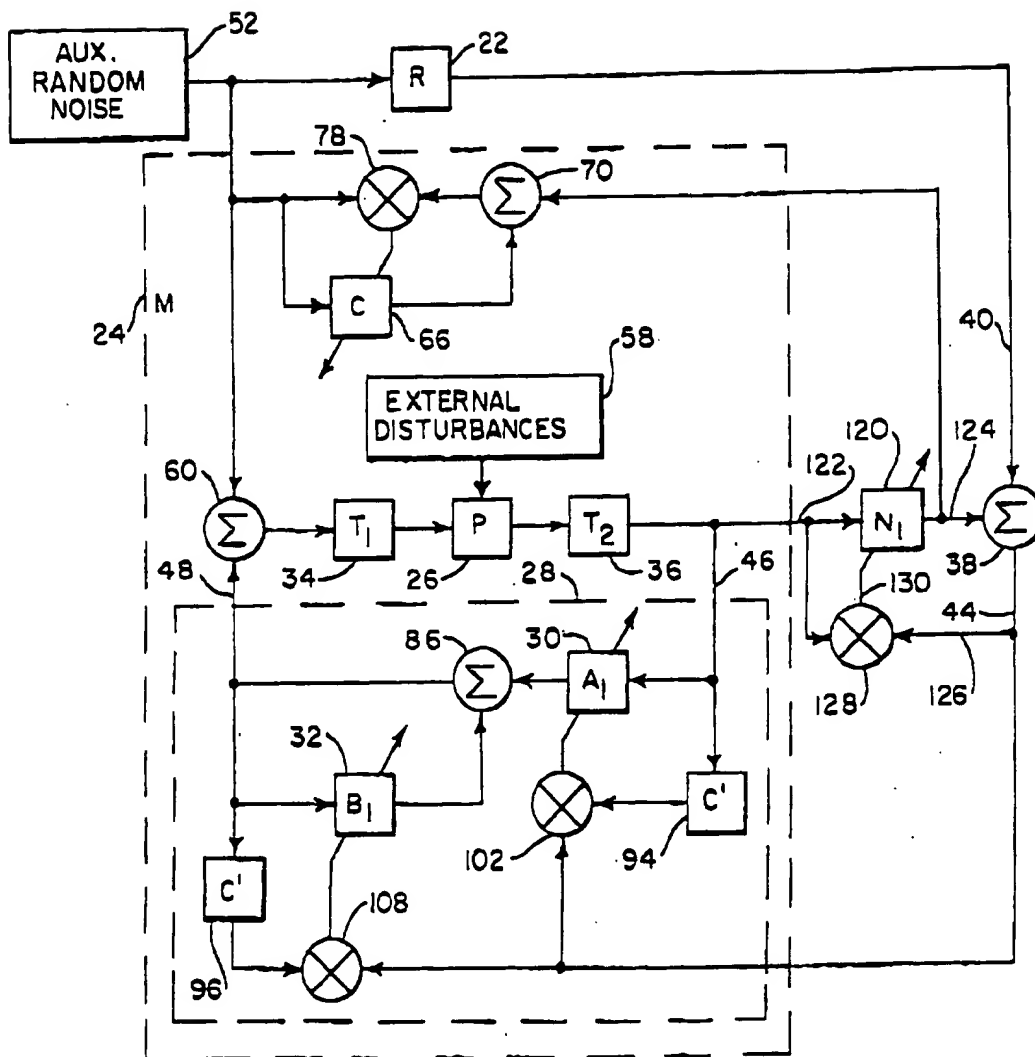 52
AUX.
RANDOM
NOISE
22
R
78
Σ
70
M
24
C
66
40
58
EXTERNAL
DISTURBANCES
60
Σ
T1
34
P
26
T2
36
122
120
N1
124
Σ
38
48
28
46
130
44
128
126
86
Σ
30
A1
32
B1
102
C'
94
C'
96
108